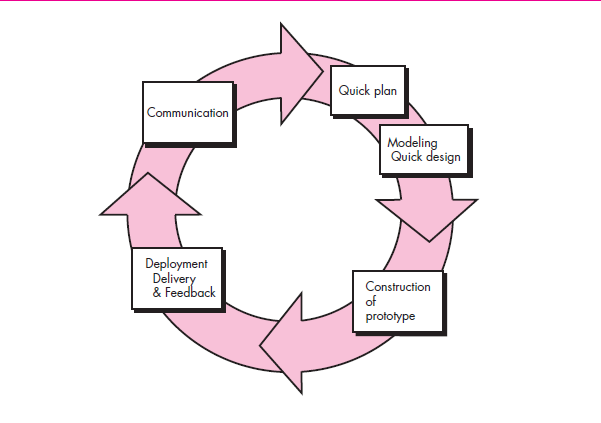 Communication
Quick plan
Modeling
Quick design
Construction
of
prototype
Deployment
Delivery
& Feedback